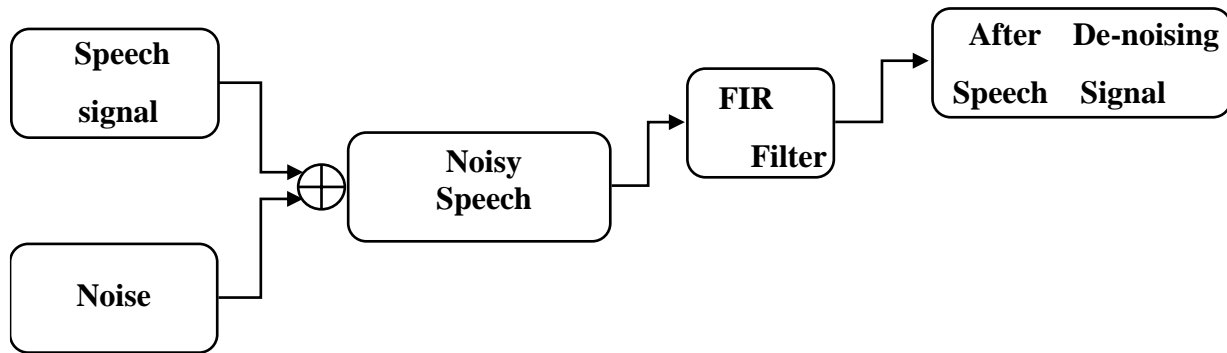 Speech
signal
Noise
Noisy
Speech
FIR
Filter
After De-noising
Speech Signal